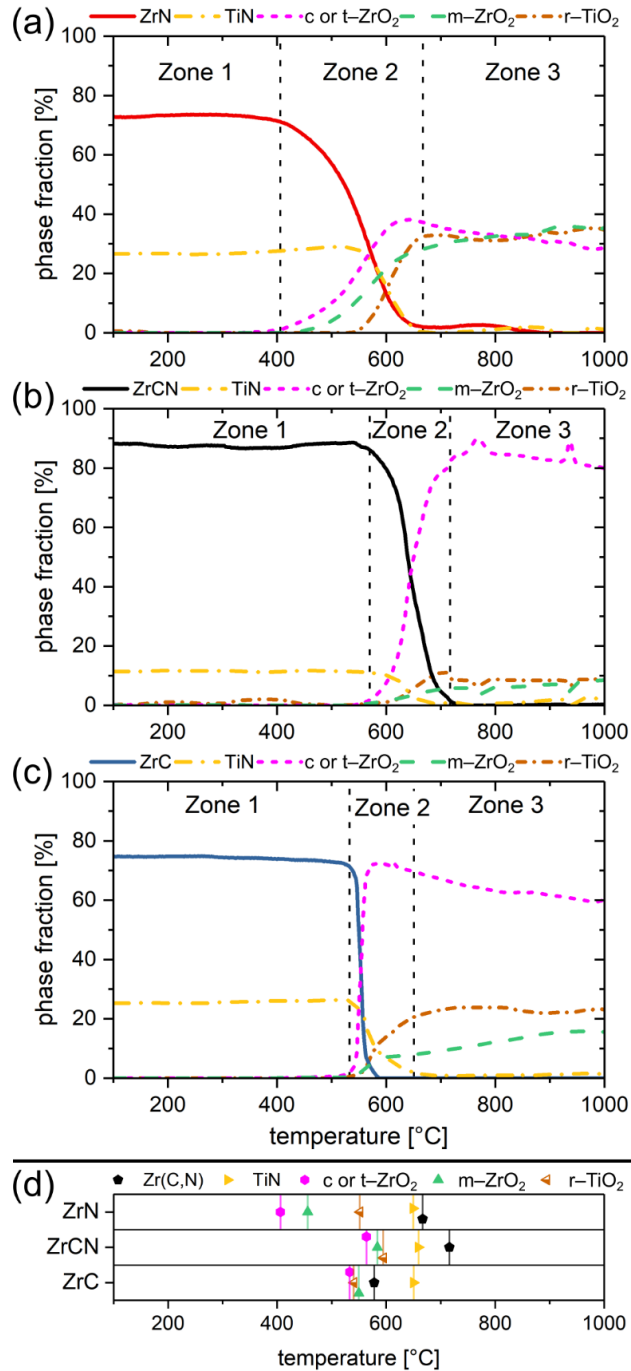 (a)
ZrN TiN c or t–ZrO₂ m–ZrO₂ r–TiO₂
100
80
60
40
20
0
phase fraction [%]
Zone 1 Zone 2 Zone 3
200 400 600 800 1000
(b)
ZrCN TiN c or t–ZrO₂ m–ZrO₂ r–TiO₂
100
80
60
40
20
0
phase fraction [%]
Zone 1 Zone 2 Zone 3
200 400 600 800 1000
(c)
ZrC TiN c or t–ZrO₂ m–ZrO₂ r–TiO₂
100
80
60
40
20
0
phase fraction [%]
Zone 1 Zone 2 Zone 3
200 400 600 800 1000
temperature [°C]
(d)
Zr(C,N) TiN c or t–ZrO₂ m–ZrO₂ r–TiO₂
ZrN
ZrCN
ZrC
200 400 600 800 1000
temperature [°C]